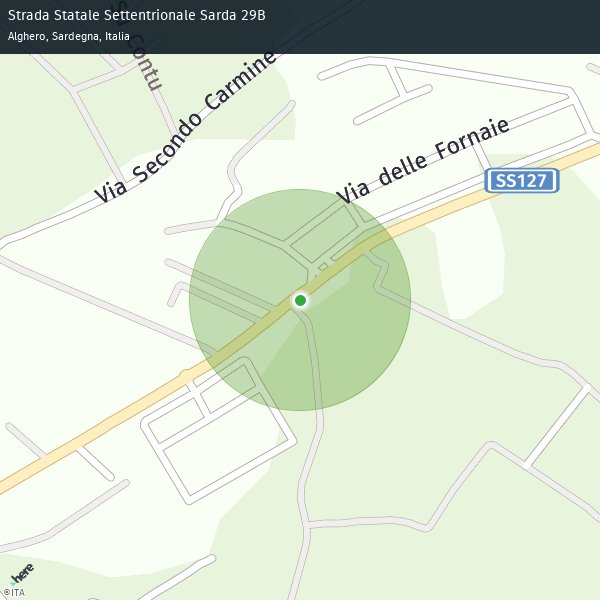 Strada Statale Settentrionale Sarda 29B
Alghero, Sardegna, Italia
Contu
Via Secondo Carmine
Via delle Fornaie
SS127
here
©ITA